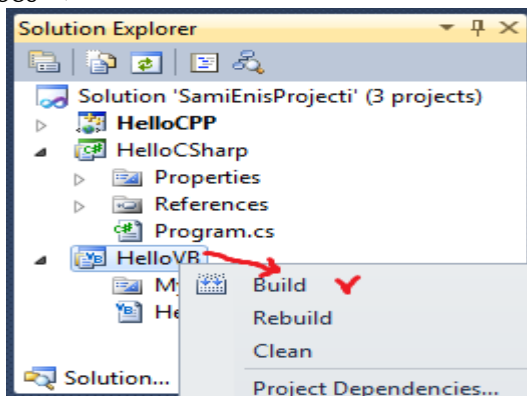 Solution Explorer
Solution 'SamiEnisProjecti' (3 projects)
HelloCPP
HelloCSharp
Properties
References
Program.cs
HelloVB
Build
Rebuild
Clean
Solution...
Project Dependencies...